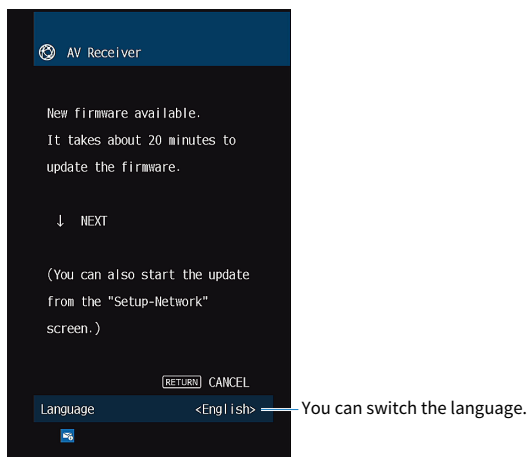 AV Receiver
New firmware available.
It takes about 20 minutes to
update the firmware.
↓ NEXT
(You can also start the update
from the "Setup-Network"
screen.)
RETURN CANCEL
Language <English>
You can switch the language.